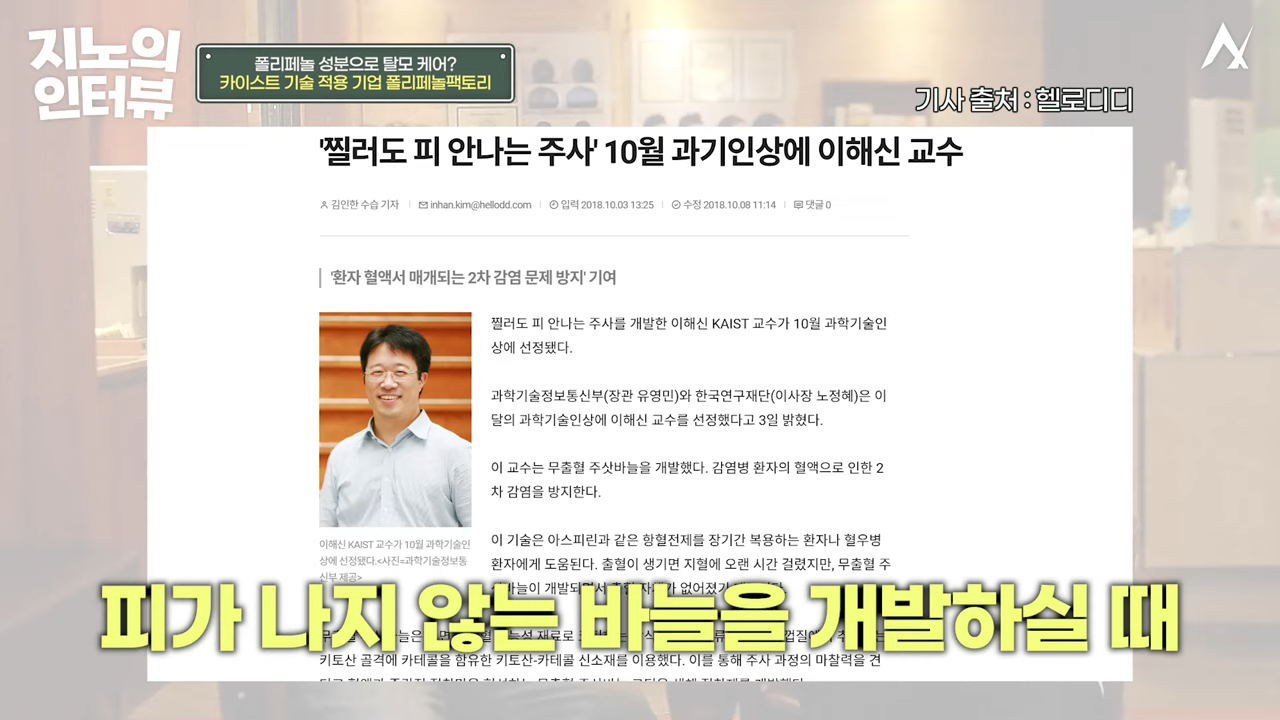 지노의
인터뷰
폴리페놀 성분으로 탈모 케어?
카이스트 기술 적용 기업 폴리페놀팩토리
기사 출처 : 헬로디디
'찔러도 피 안나는 주사' 10월 과기인상에 이해신 교수
김인한 수습 기자
inhan.kim@hellodd.com
입력 2018.10.03 13:25
수정 2018.10.08 11:14
댓글 0
'환자 혈액서 매개되는 2차 감염 문제 방지' 기여
찔러도 피 안나는 주사를 개발한 이해신 KAIST 교수가 10월 과학기술인
상에 선정됐다.
과학기술정보통신부(장관 유영민)와 한국연구재단(이사장 노정혜)은 이
달의 과학기술인상에 이해신 교수를 선정했다고 3일 밝혔다.
이 교수는 무출혈 주삿바늘을 개발했다. 감염병 환자의 혈액으로 인한 2
차 감염을 방지한다.
이 기술은 아스피린과 같은 항혈전제를 장기간 복용하는 환자나 혈우병
환자에게 도움된다. 출혈이 생기면 지혈에 오랜 시간 걸렸지만, 무출혈 주
이해신 KAIST 교수가 10월 과학기술인
상에 선정됐다.<사진=과학기술정보통
신부 제공>
피가 나지 않는 바늘을 개발하실 때
키토산 골격에 카테콜을 함유한 키토산-카테콜 신소재를 이용했다. 이를 통해 주사 과정의 마찰력을 견